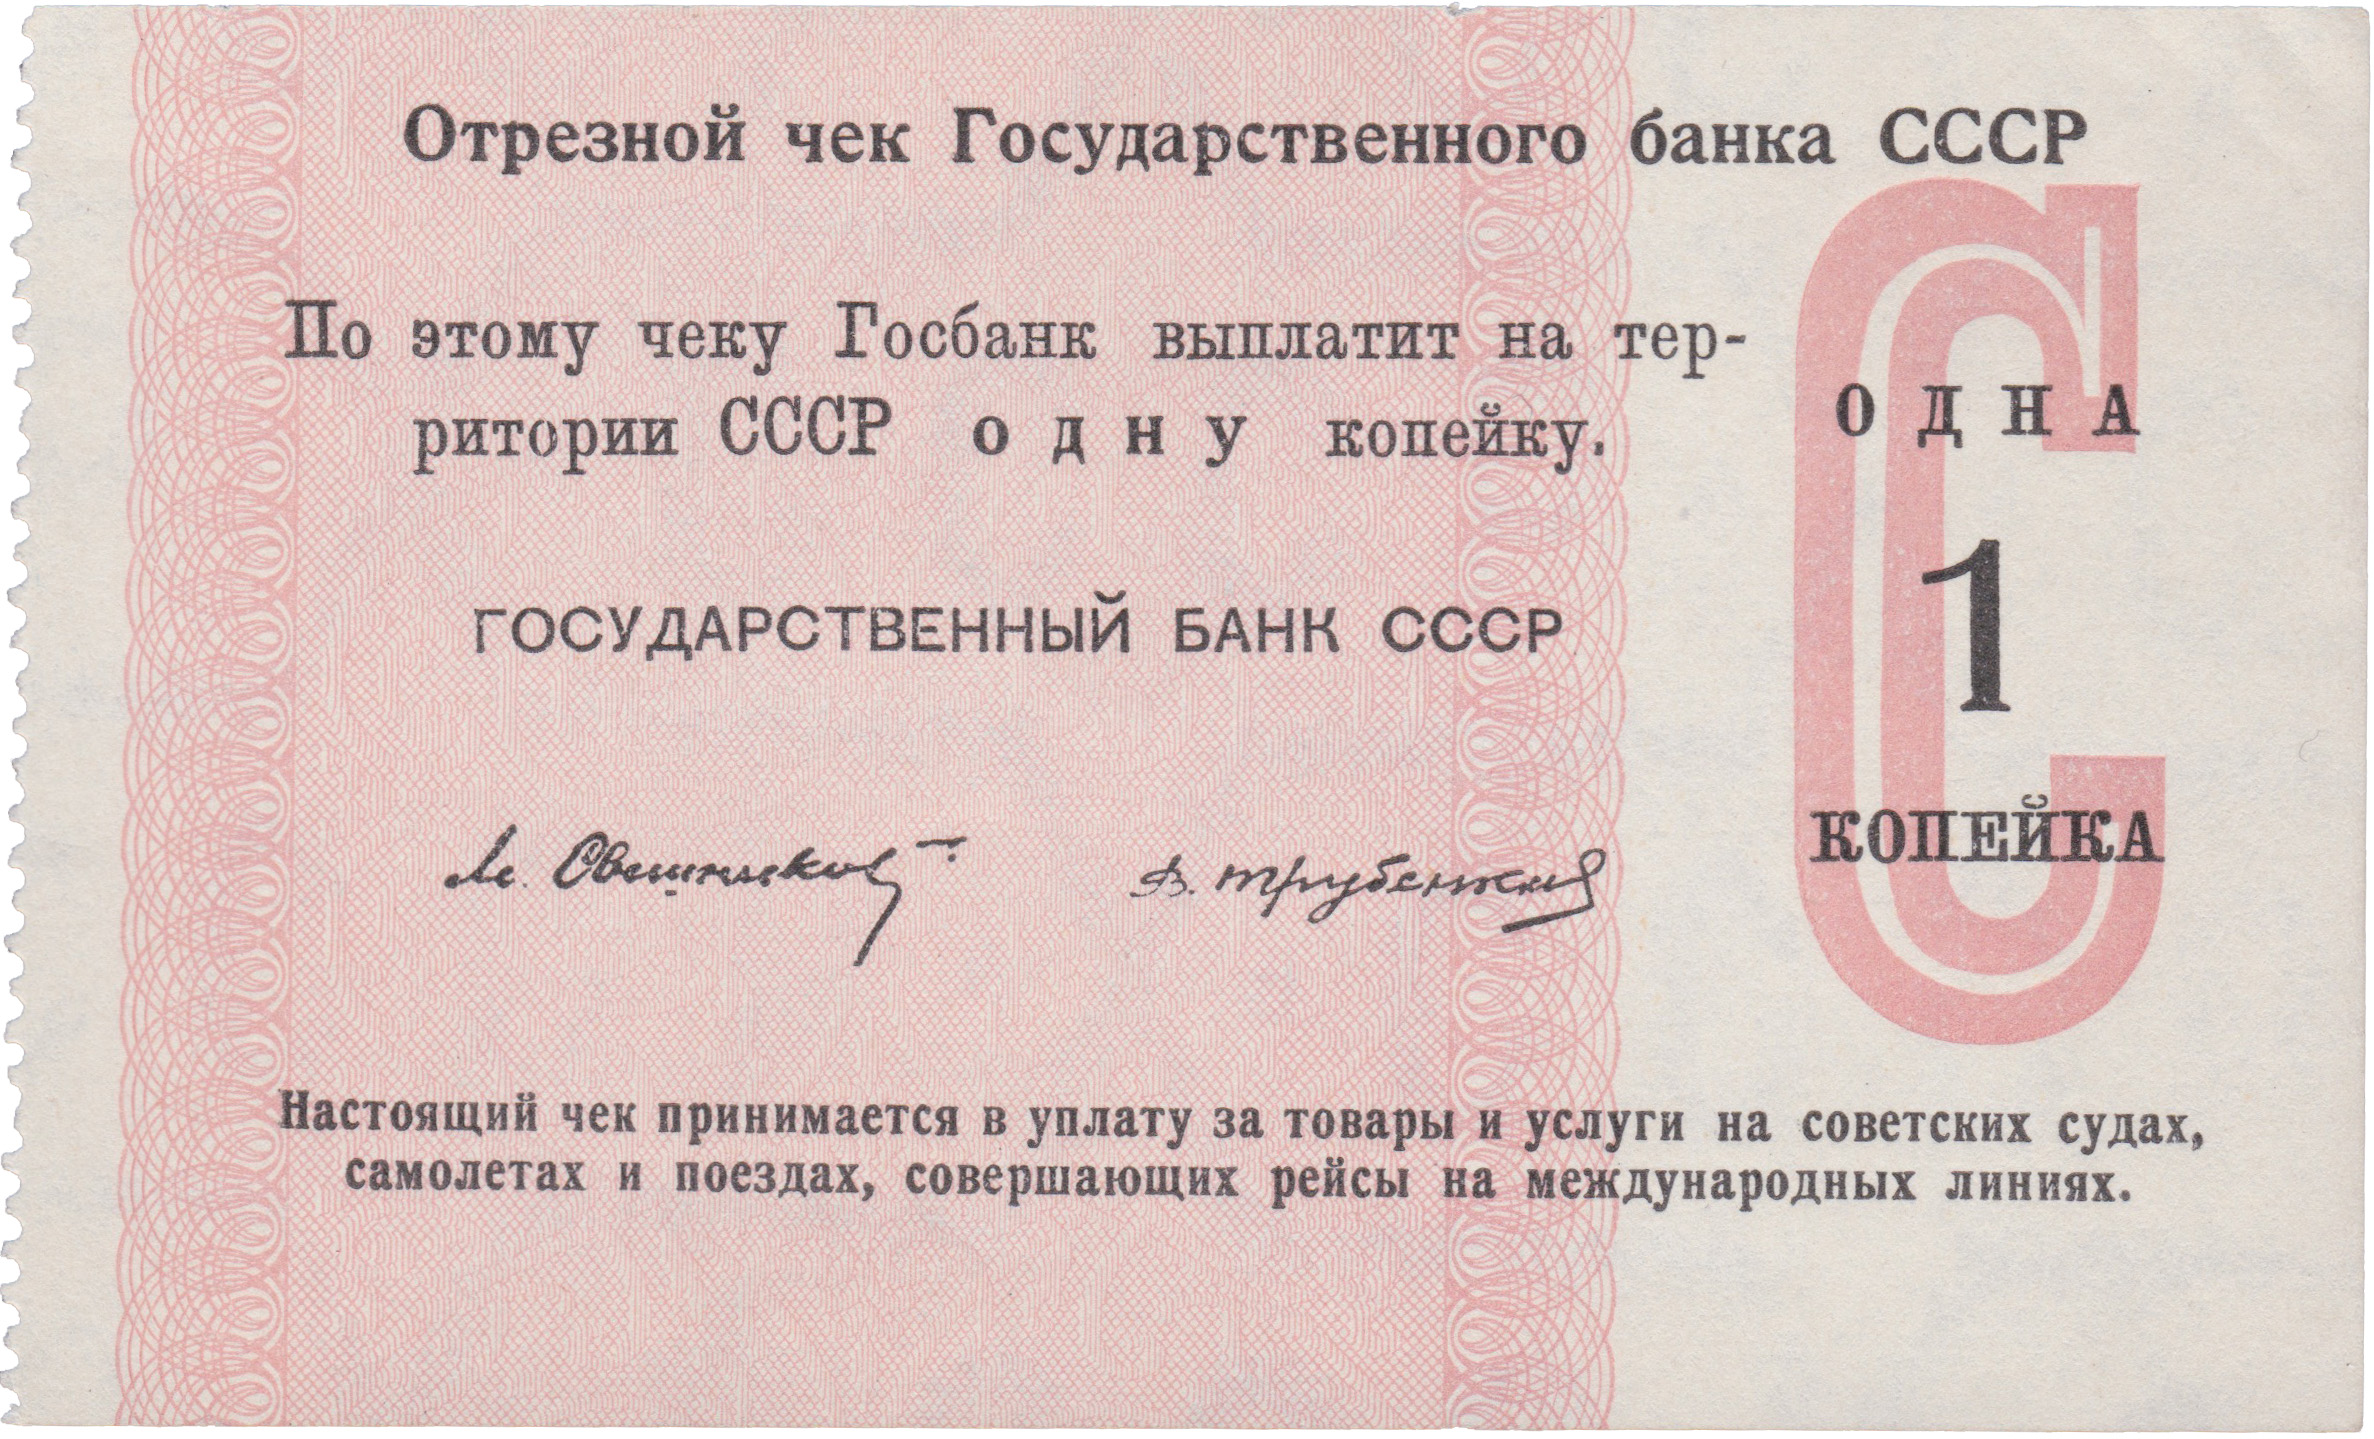 Отрезной чек Государственного банка СССР
По этому чеку Госбанк выплатит на тер-
ритории СССР одну копейку.
ОДНА
1
КОПЕЙКА
ГОСУДАРСТВЕННЫЙ БАНК СССР
М. Свешников В. Трубенков
Настоящий чек принимается в уплату за товары и услуги на советских судах,
самолетах и поездах, совершающих рейсы на международных линиях.
С